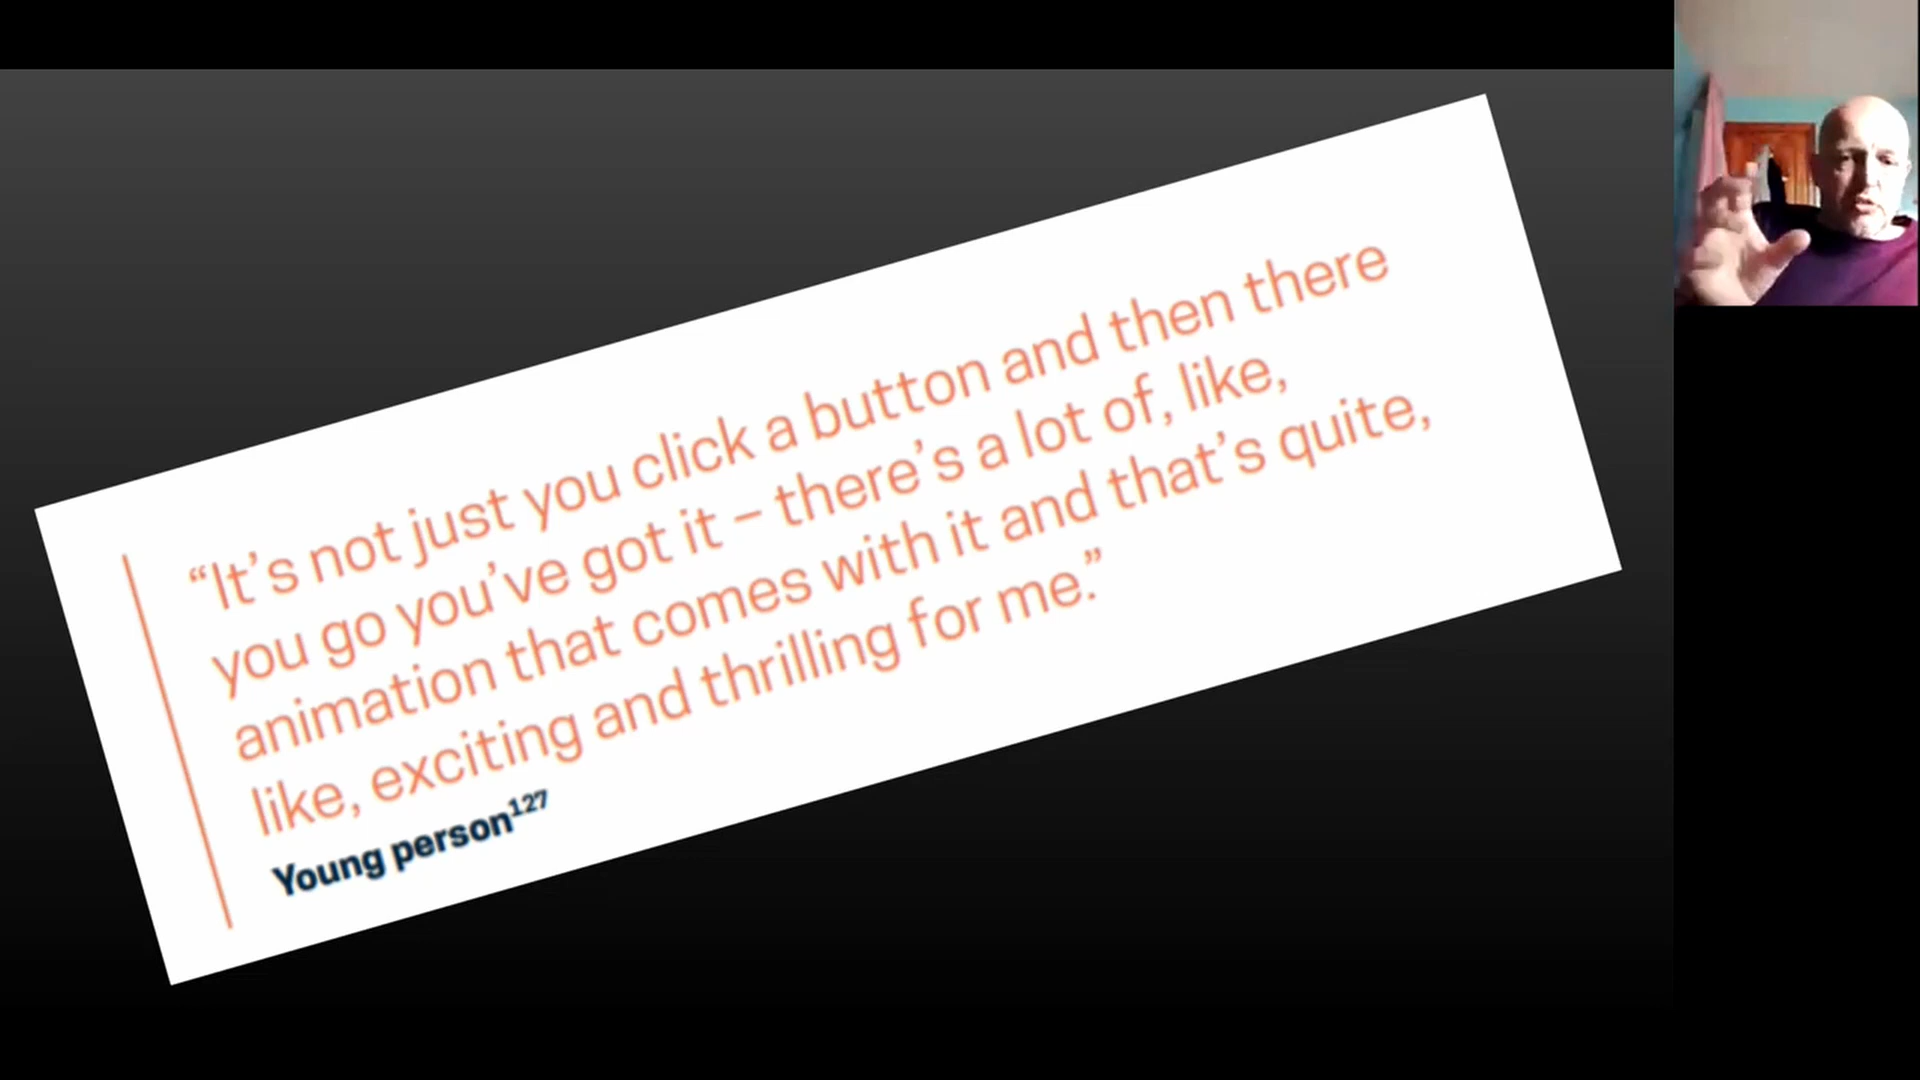 “It’s not just you click a button and then there
you go you’ve got it – there’s a lot of, like,
animation that comes with it and that’s quite,
like, exciting and thrilling for me.”
Young person¹²⁷